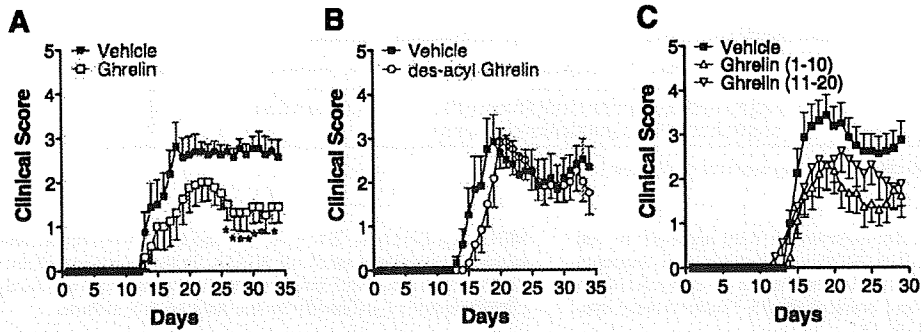 A
Vehicle
Ghrelin
Clinical Score
5
4
3
2
1
0
0 5 10 15 20 25 30 35
Days
* *** * * *
B
Vehicle
des-acyl Ghrelin
Clinical Score
5
4
3
2
1
0
0 5 10 15 20 25 30 35
Days
C
Vehicle
Ghrelin (1-10)
Ghrelin (11-20)
Clinical Score
5
4
3
2
1
0
0 5 10 15 20 25 30
Days